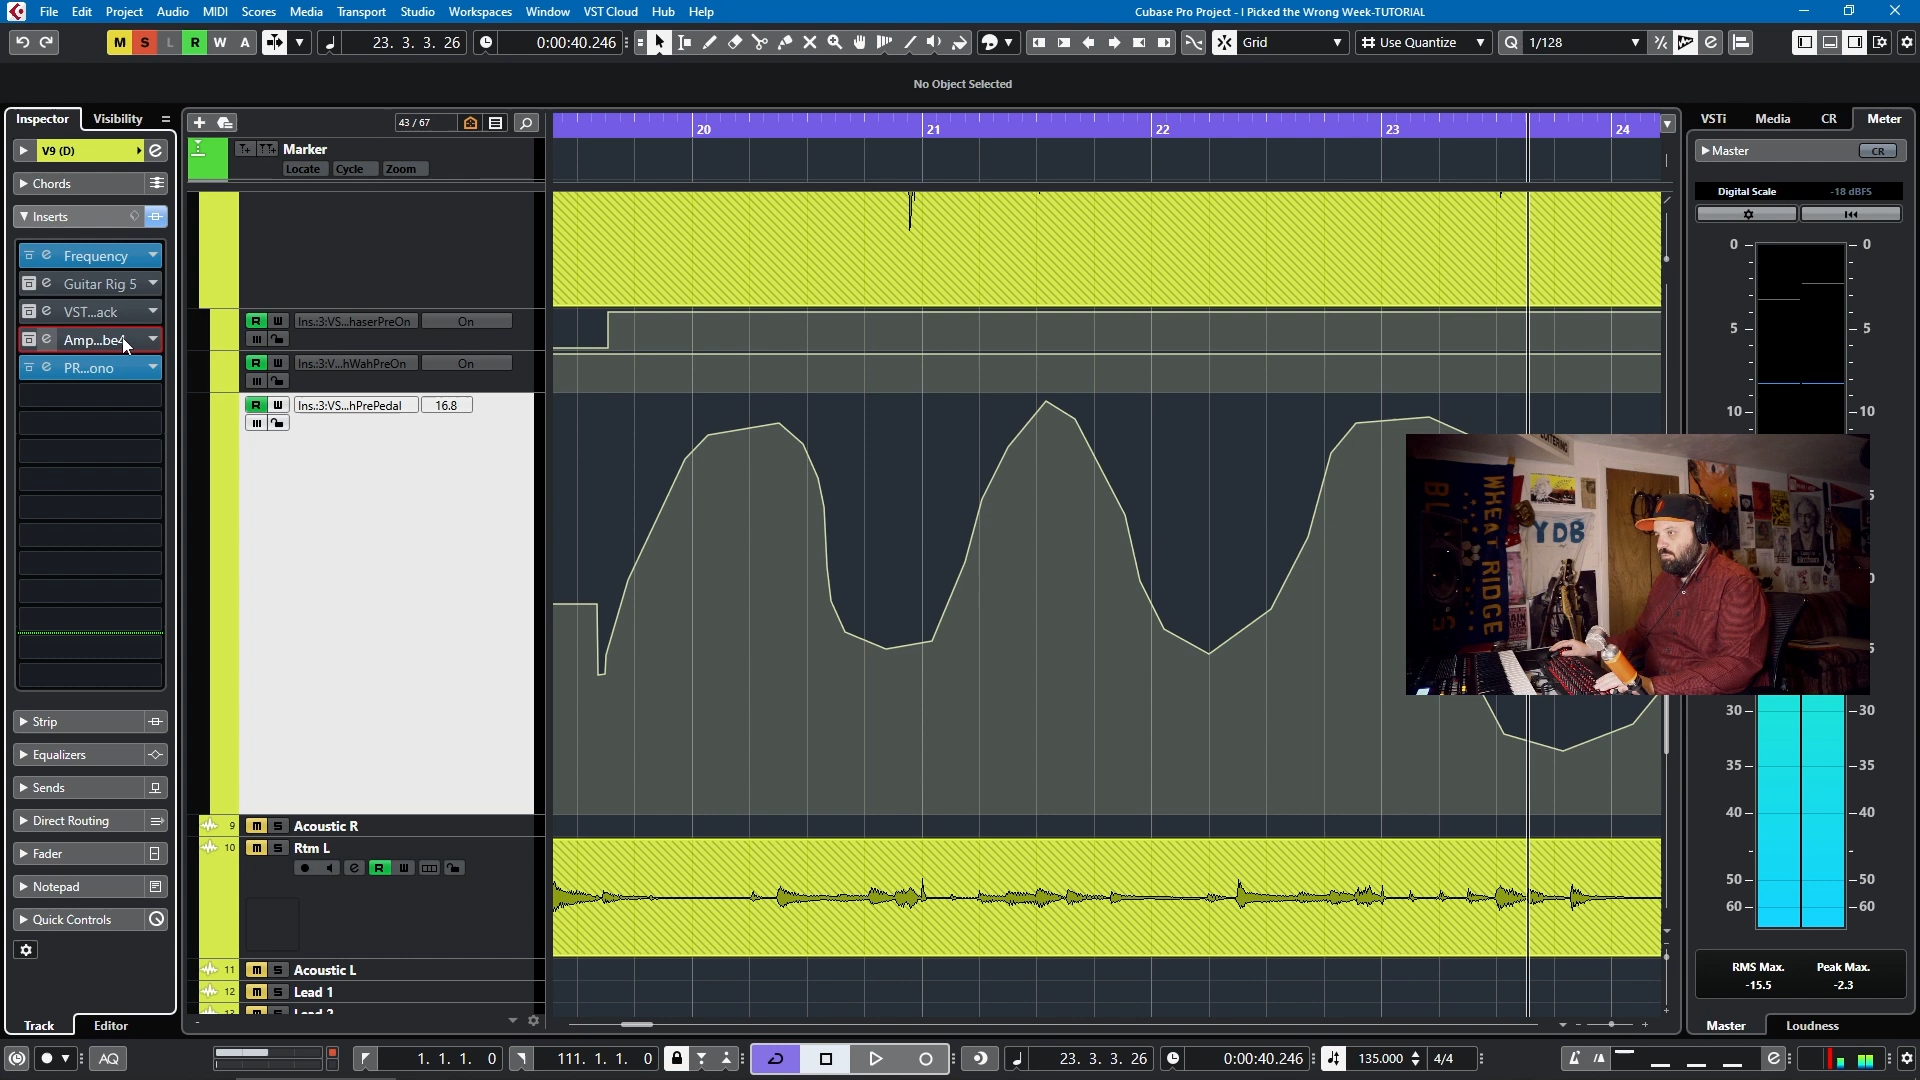 File Edit Project Audio MIDI Scores Media Transport Studio Workspaces Window VST Cloud Hub Help
Cubase Pro Project - I Picked the Wrong Week-TUTORIAL
M S L R W A
23. 3. 3. 26
0:00:40.246
Grid
Use Quantize
Q 1/128
No Object Selected
Inspector Visibility
V9 (D)
Chords
Inserts
Frequency
Guitar Rig 5
VST...ack
Amp...be4
PR...ono
Strip
Equalizers
Sends
Direct Routing
Fader
Notepad
Quick Controls
Track Editor
43 / 67
Marker
Locate Cycle Zoom
R W Ins.:3:VS...haserPreOn On
R W Ins.:3:V...hWahPreOn On
R W Ins.:3:VS...hPrePedal 16.8
9 m S Acoustic R
10 m S Rtm L
R W
11 m S Acoustic L
12 m S Lead 1
13 m S Lead 2
20 21 22 23 24
WHEAT RIDGE
YDB
VSTi Media CR Meter
Master CR
Digital Scale -18 dBFS
0 0
5 5
10 10
30 30
35 35
40 40
50 50
60 60
RMS Max. Peak Max.
-15.5 -2.3
Master Loudness
AQ
1. 1. 1. 0
111. 1. 1. 0
23. 3. 3. 26
0:00:40.246
135.000
4/4